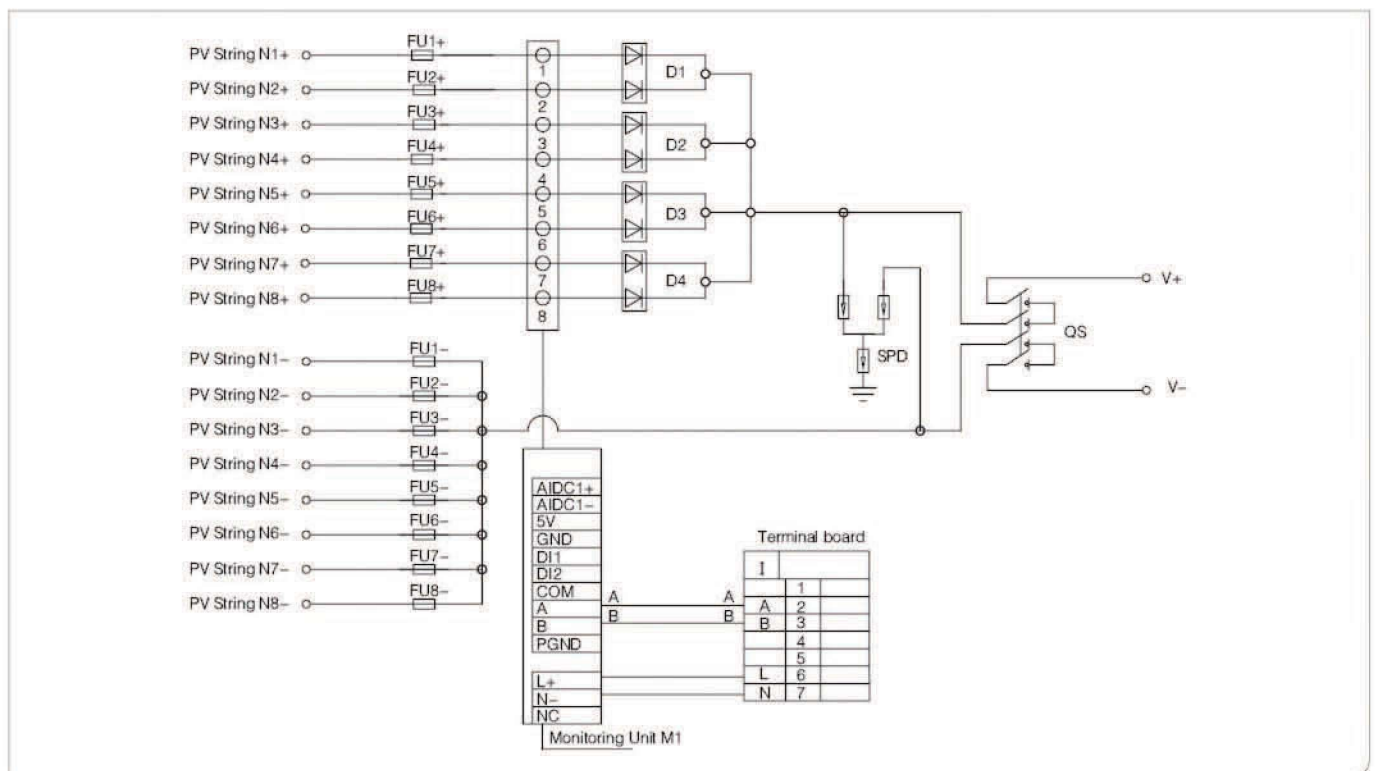 PV String N1+ FU1+
PV String N2+ FU2+
PV String N3+ FU3+
PV String N4+ FU4+
PV String N5+ FU5+
PV String N6+ FU6+
PV String N7+ FU7+
PV String N8+ FU8+
1
2
3
4
5
6
7
8
D1
D2
D3
D4
SPD
QS
V+
V-
PV String N1- FU1-
PV String N2- FU2-
PV String N3- FU3-
PV String N4- FU4-
PV String N5- FU5-
PV String N6- FU6-
PV String N7- FU7-
PV String N8- FU8-
AIDC1+
AIDC1-
5V
GND
DI1
DI2
COM
A
B
PGND
L+
N-
NC
Monitoring Unit M1
A A
B B
Terminal board
I
1
A 2
B 3
4
5
L 6
N 7